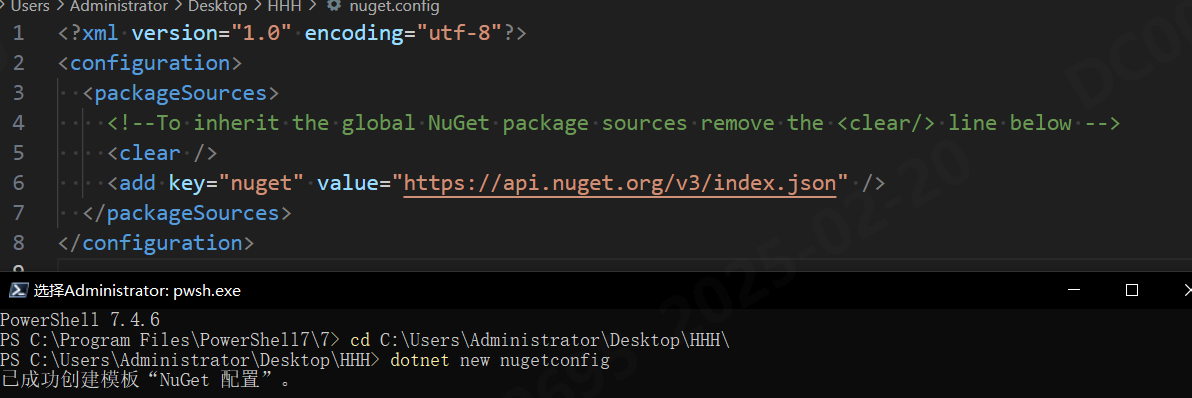 Users > Administrator > Desktop > HHH > nuget.config
1 <?xml version="1.0" encoding="utf-8"?>
2 <configuration>
3 <packageSources>
4 <!--To inherit the global NuGet package sources remove the <clear/> line below -->
5 <clear />
6 <add key="nuget" value="https://api.nuget.org/v3/index.json" />
7 </packageSources>
8 </configuration>
9
选择Administrator: pwsh.exe
PowerShell 7.4.6
PS C:\Program Files\PowerShell7\7> cd C:\Users\Administrator\Desktop\HHH\
PS C:\Users\Administrator\Desktop\HHH> dotnet new nugetconfig
已成功创建模板“NuGet 配置”。
2025-02-20